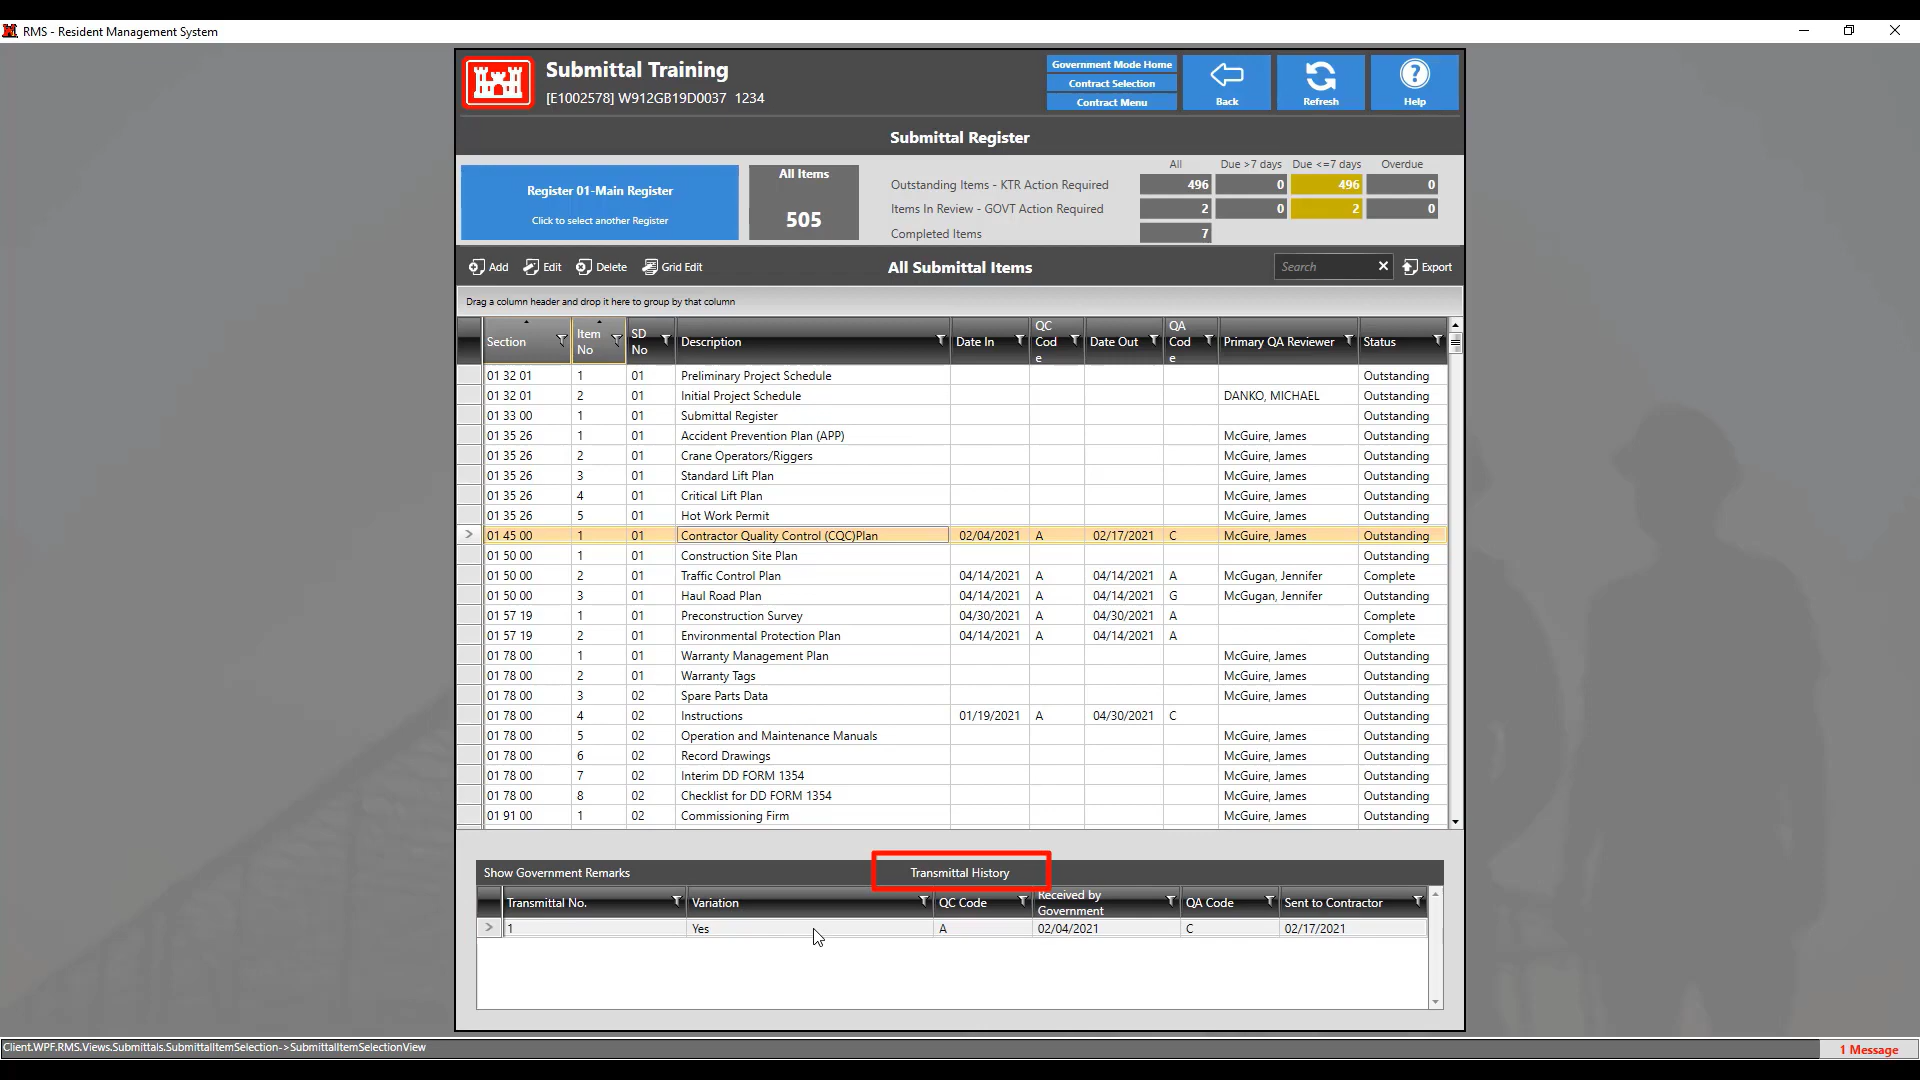 RMS - Resident Management System
Submittal Training
[E1002578] W912GB19D0037 1234
Government Mode Home
Contract Selection
Contract Menu
Back
Refresh
Help
Submittal Register
Register 01-Main Register
Click to select another Register
All Items
505
All Due >7 days Due <=7 days Overdue
Outstanding Items - KTR Action Required 496 0 496 0
Items In Review - GOVT Action Required 2 0 2 0
Completed Items 7
Add Edit Delete Grid Edit
All Submittal Items
Search
Export
Drag a column header and drop it here to group by that column
Section Item No SD No Description Date In QC Code Date Out QA Code Primary QA Reviewer Status
01 32 01 1 01 Preliminary Project Schedule Outstanding
01 32 01 2 01 Initial Project Schedule DANKO, MICHAEL Outstanding
01 33 00 1 01 Submittal Register Outstanding
01 35 26 1 01 Accident Prevention Plan (APP) McGuire, James Outstanding
01 35 26 2 01 Crane Operators/Riggers McGuire, James Outstanding
01 35 26 3 01 Standard Lift Plan McGuire, James Outstanding
01 35 26 4 01 Critical Lift Plan McGuire, James Outstanding
01 35 26 5 01 Hot Work Permit McGuire, James Outstanding
01 45 00 1 01 Contractor Quality Control (CQC)Plan 02/04/2021 A 02/17/2021 C McGuire, James Outstanding
01 50 00 1 01 Construction Site Plan Outstanding
01 50 00 2 01 Traffic Control Plan 04/14/2021 A 04/14/2021 A McGugan, Jennifer Complete
01 50 00 3 01 Haul Road Plan 04/14/2021 A 04/14/2021 G McGugan, Jennifer Outstanding
01 57 19 1 01 Preconstruction Survey 04/30/2021 A 04/30/2021 A Complete
01 57 19 2 01 Environmental Protection Plan 04/14/2021 A 04/14/2021 A Complete
01 78 00 1 01 Warranty Management Plan McGuire, James Outstanding
01 78 00 2 01 Warranty Tags McGuire, James Outstanding
01 78 00 3 02 Spare Parts Data McGuire, James Outstanding
01 78 00 4 02 Instructions 01/19/2021 A 04/30/2021 C Outstanding
01 78 00 5 02 Operation and Maintenance Manuals McGuire, James Outstanding
01 78 00 6 02 Record Drawings McGuire, James Outstanding
01 78 00 7 02 Interim DD FORM 1354 McGuire, James Outstanding
01 78 00 8 02 Checklist for DD FORM 1354 McGuire, James Outstanding
01 91 00 1 02 Commissioning Firm McGuire, James Outstanding
Show Government Remarks Transmittal History
Transmittal No. Variation QC Code Received by Government QA Code Sent to Contractor
1 Yes A 02/04/2021 C 02/17/2021
Client.WPF.RMS.Views.Submittals.SubmittalItemSelection->SubmittalItemSelectionView
1 Message